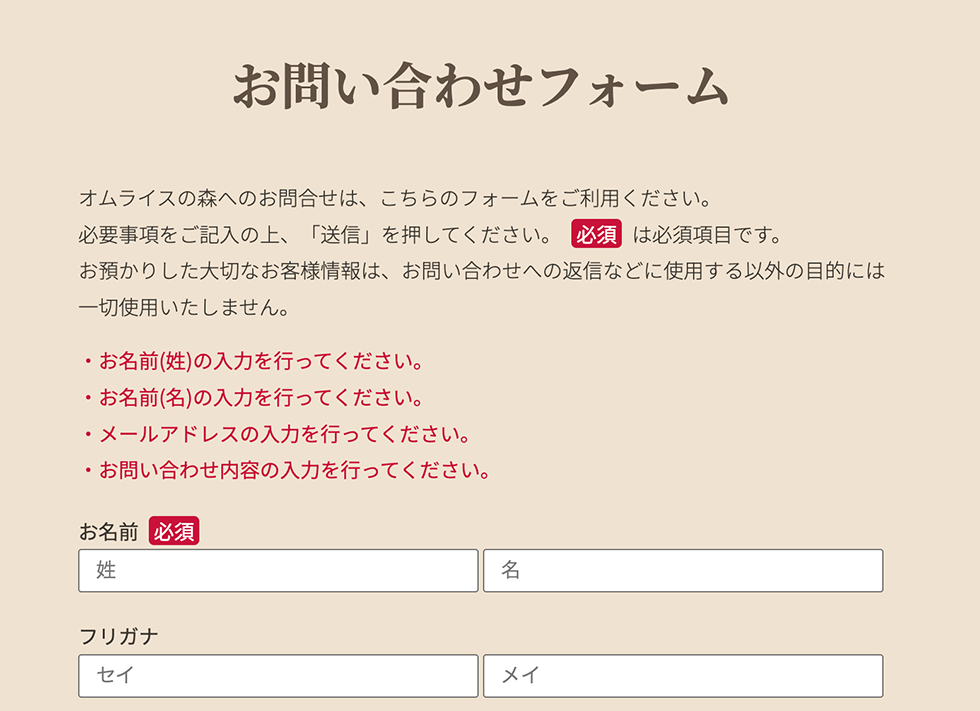 お問い合わせフォーム
オムライスの森へのお問合せは、こちらのフォームをご利用ください。
必要事項をご記入の上、「送信」を押してください。 必須 は必須項目です。
お預かりした大切なお客様情報は、お問い合わせへの返信などに使用する以外の目的には
一切使用いたしません。
・お名前(姓)の入力を行ってください。
・お名前(名)の入力を行ってください。
・メールアドレスの入力を行ってください。
・お問い合わせ内容の入力を行ってください。
お名前 必須
姓 名
フリガナ
セイ メイ